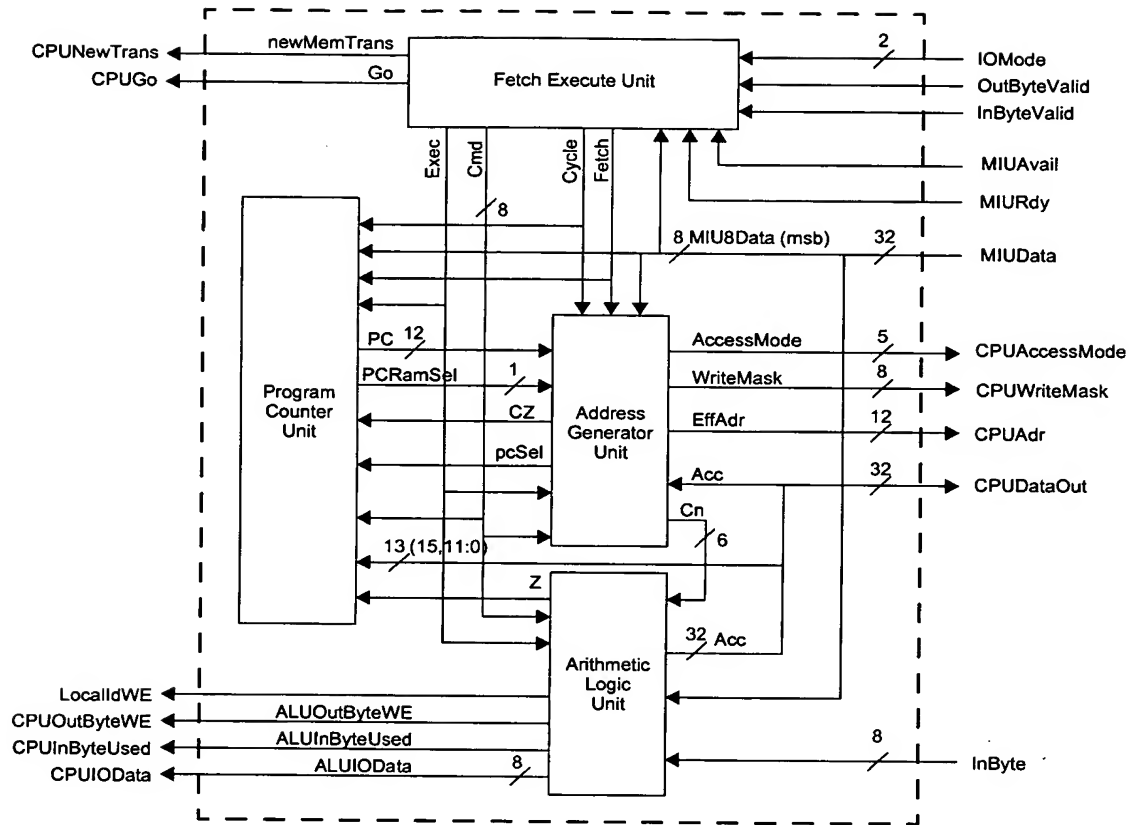 newMemTrans
CPUNewTrans
Go
CPUGo
Fetch Execute Unit
2
IOMode
OutByteValid
InByteValid
Exec
Cmd
Cycle
Fetch
MIUAvail
MIURdy
8
8 MIU8Data (msb)
32
MIUData
PC
12
PCRamSel
1
CZ
pcSel
Program
Counter
Unit
Address
Generator
Unit
AccessMode
5
CPUAccessMode
WriteMask
8
CPUWriteMask
EffAdr
12
CPUAdr
Acc
32
CPUDataOut
Cn
6
13 (15,11:0)
Z
32
Acc
Arithmetic
Logic
Unit
LocalIdWE
CPUOutByteWE
ALUOutByteWE
CPUInByteUsed
ALUInByteUsed
CPUIOData
ALUIOData
8
8
InByte